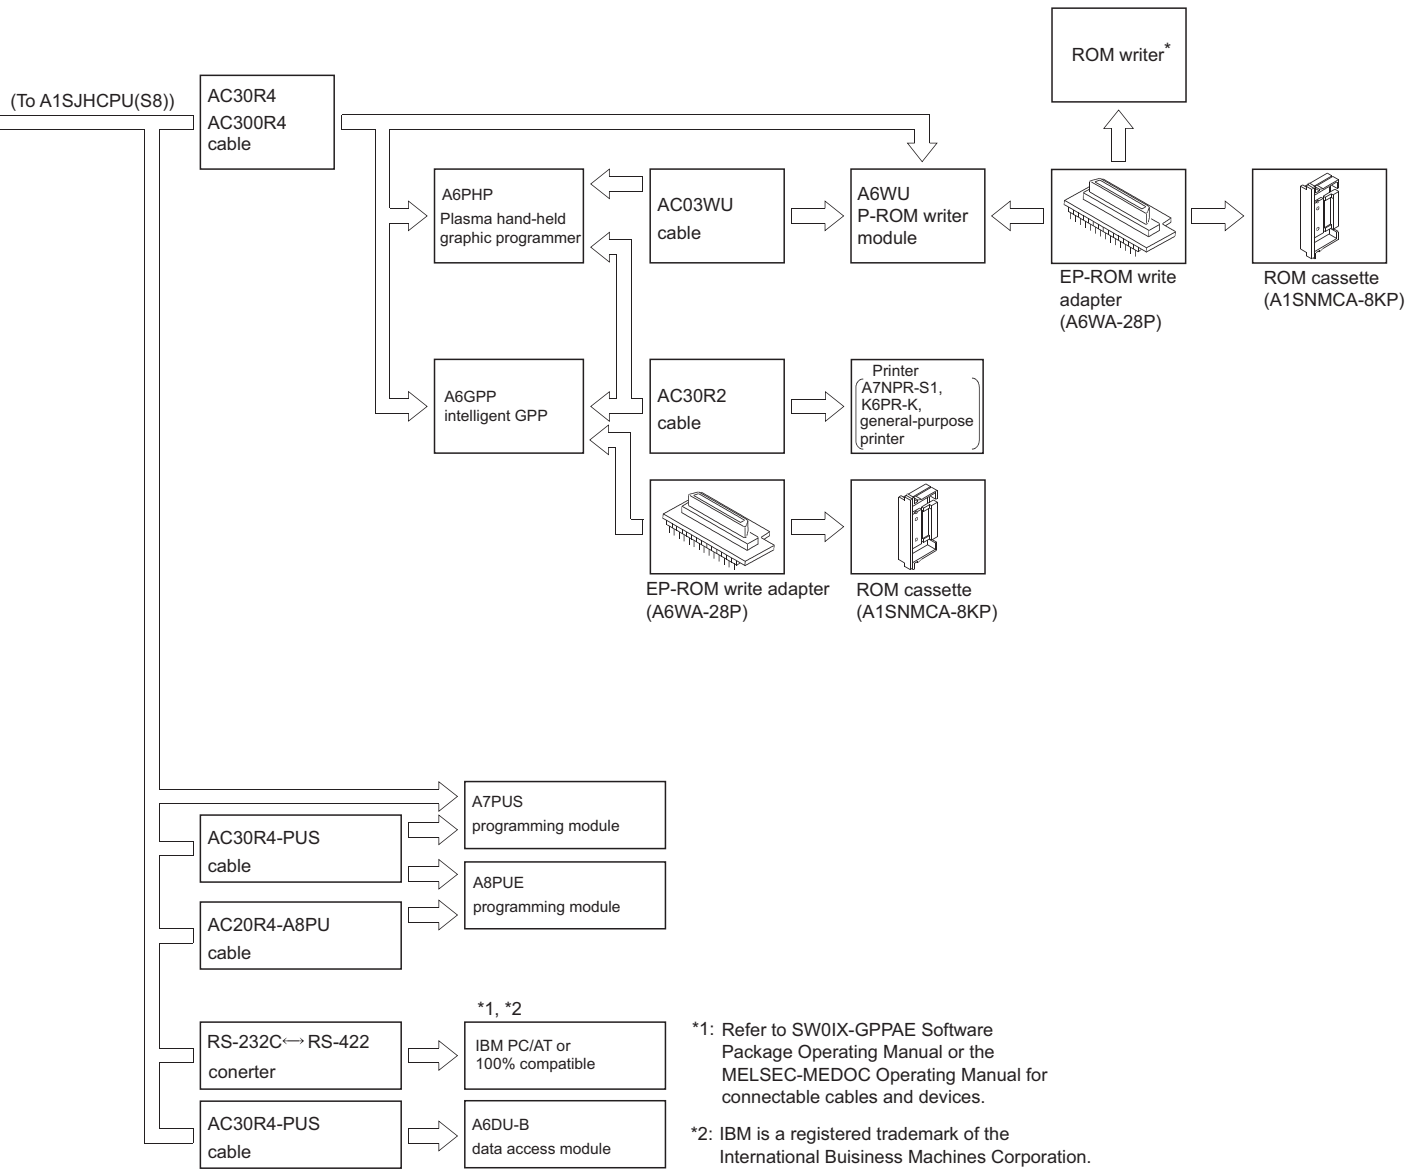 ROM writer*
(To A1SJHCPU(S8))
AC30R4
AC300R4
cable
A6PHP
Plasma hand-held
graphic programmer
AC03WU
cable
A6WU
P-ROM writer
module
EP-ROM write
adapter
(A6WA-28P)
ROM cassette
(A1SNMCA-8KP)
A6GPP
intelligent GPP
AC30R2
cable
Printer
A7NPR-S1,
K6PR-K,
general-purpose
printer
EP-ROM write adapter
(A6WA-28P)
ROM cassette
(A1SNMCA-8KP)
A7PUS
programming module
AC30R4-PUS
cable
A8PUE
programming module
AC20R4-A8PU
cable
*1, *2
RS-232C↔RS-422
conerter
IBM PC/AT or
100% compatible
AC30R4-PUS
cable
A6DU-B
data access module
*1: Refer to SW0IX-GPPAE Software
Package Operating Manual or the
MELSEC-MEDOC Operating Manual for
connectable cables and devices.
*2: IBM is a registered trademark of the
International Buisiness Machines Corporation.